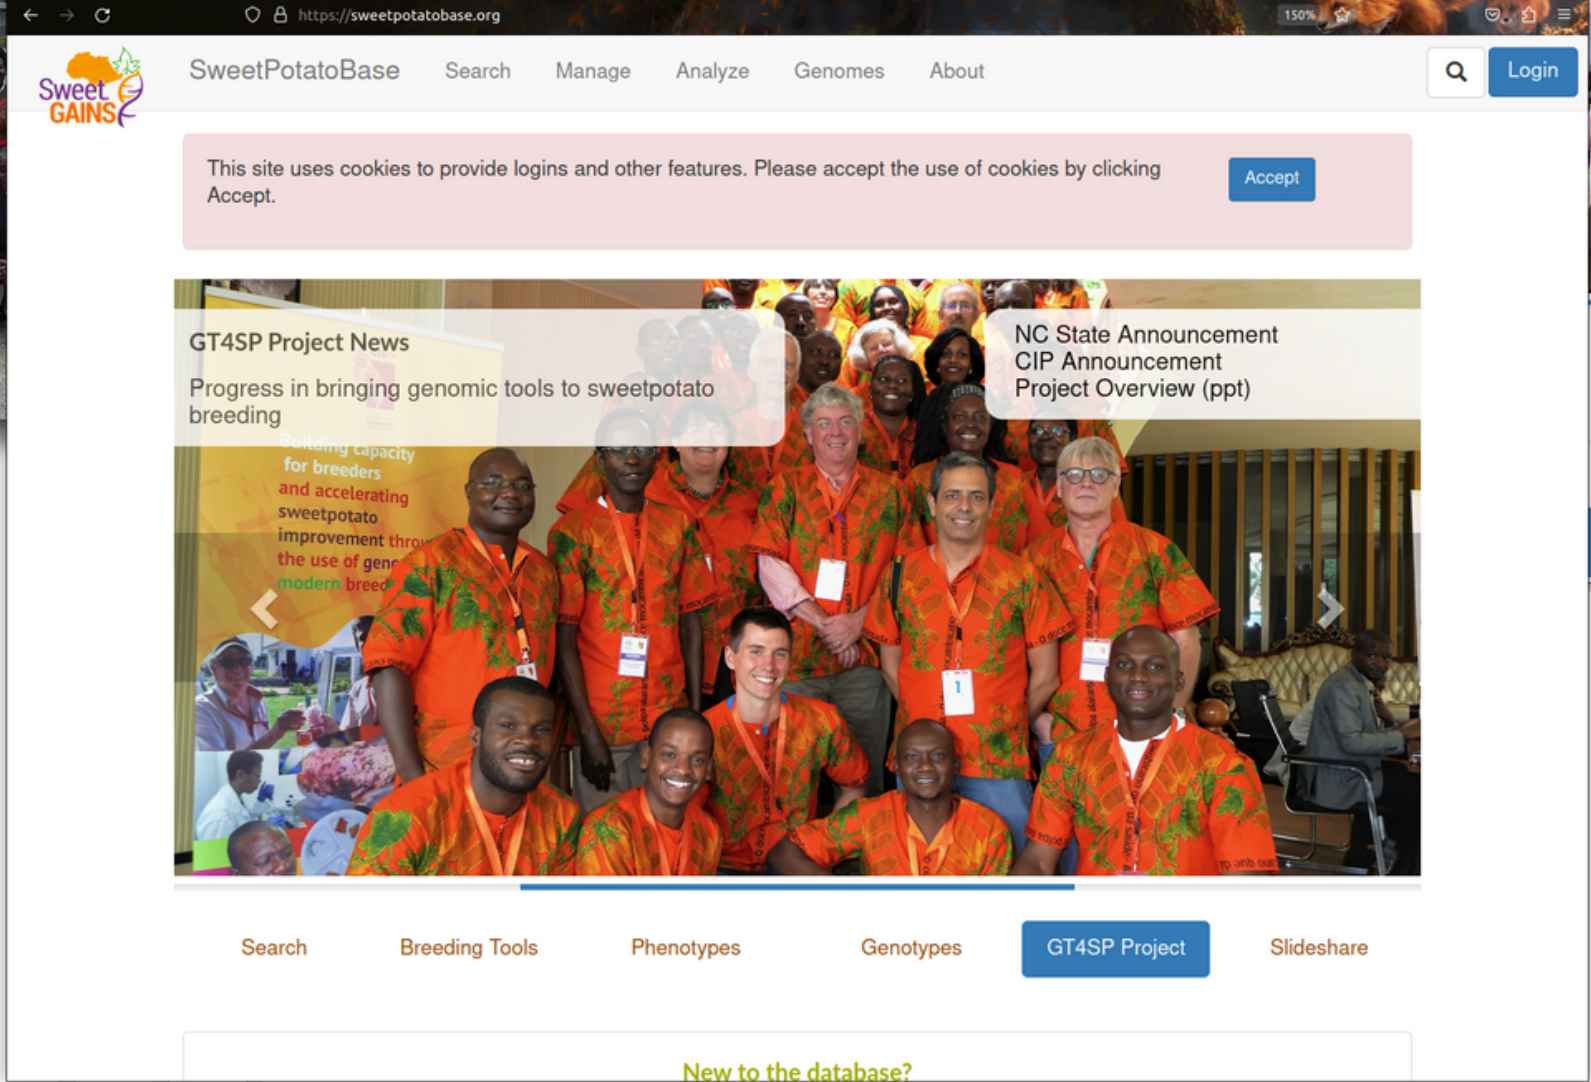 https://sweetpotatobase.org
150%
Sweet
GAINS
SweetPotatoBase
Search
Manage
Analyze
Genomes
About
Login
This site uses cookies to provide logins and other features. Please accept the use of cookies by clicking
Accept.
Accept
GT4SP Project News
Progress in bringing genomic tools to sweetpotato
breeding
NC State Announcement
CIP Announcement
Project Overview (ppt)
Building capacity
for breeders
and accelerating
sweetpotato
improvement
the use of
modern
1
Search
Breeding Tools
Phenotypes
Genotypes
GT4SP Project
Slideshare
New to the database?